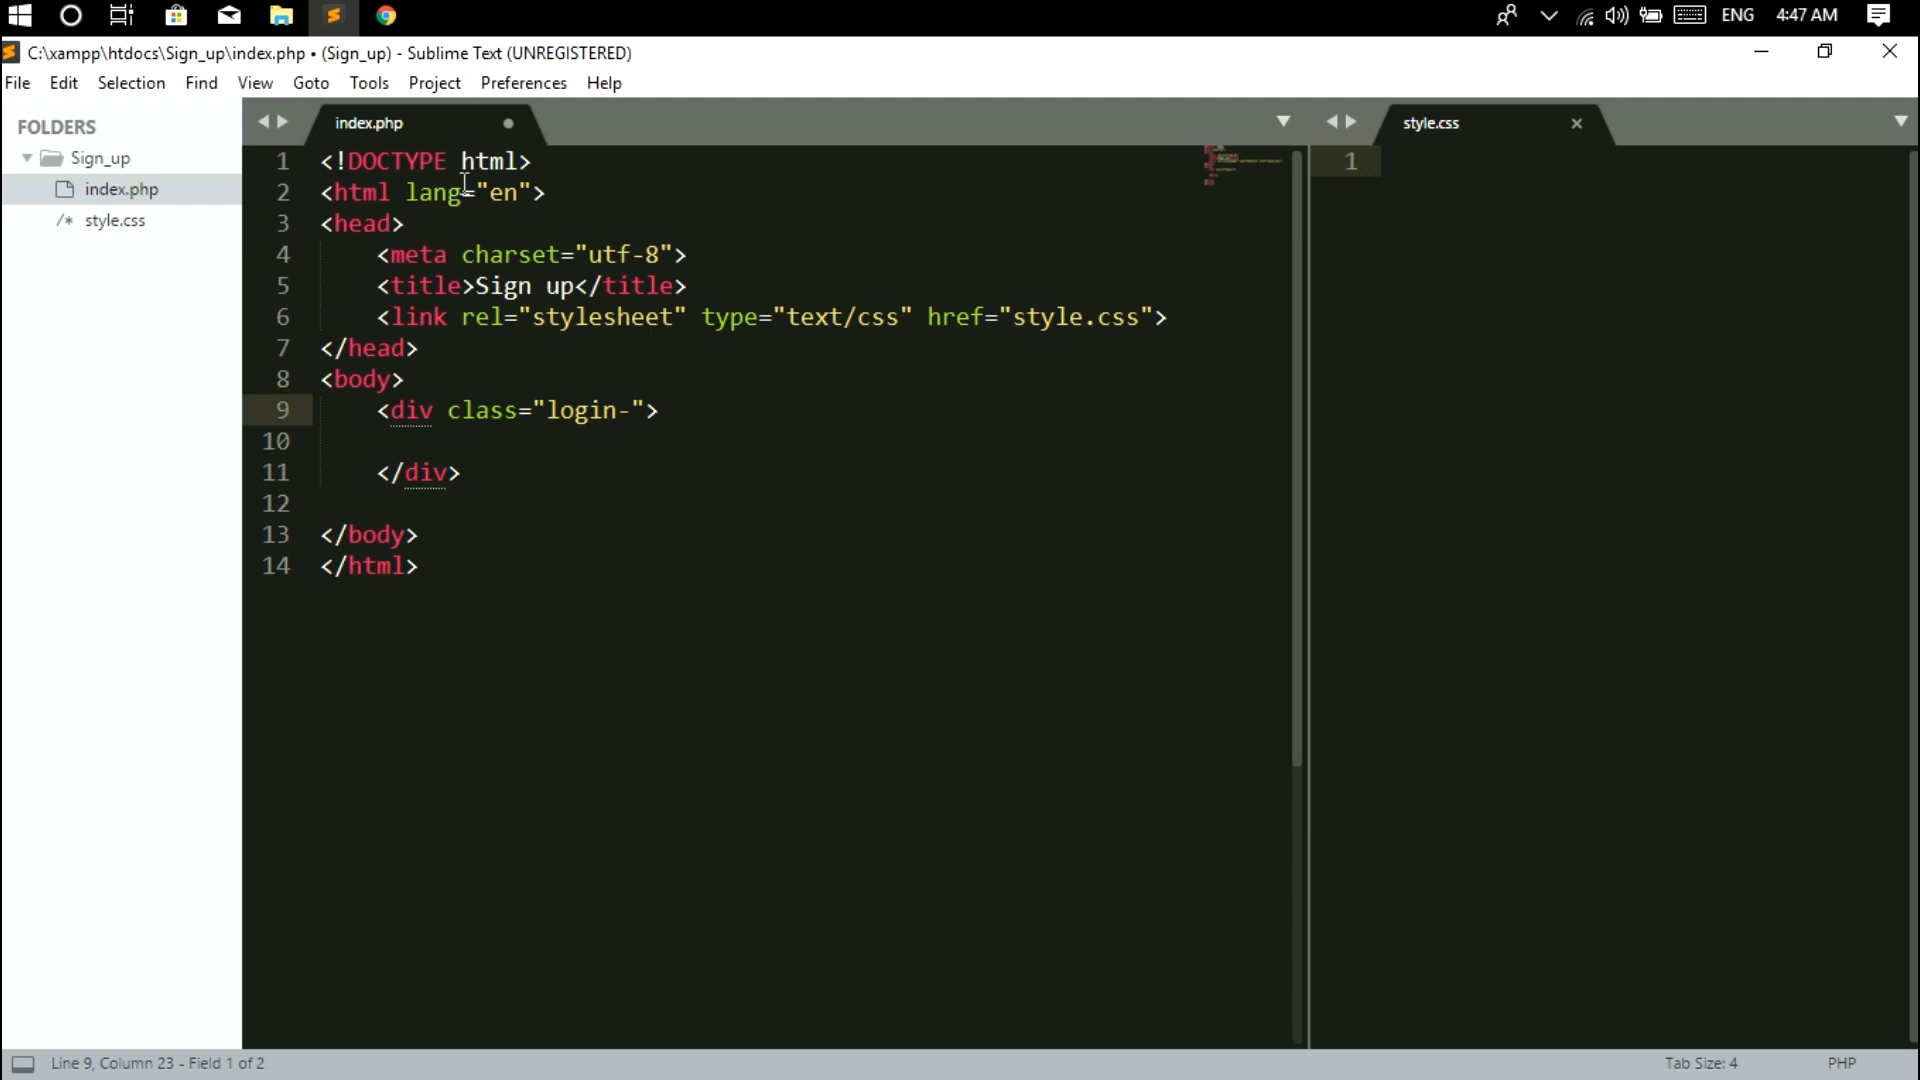 ENG 4:47 AM
C:\xampp\htdocs\Sign_up\index.php • (Sign_up) - Sublime Text (UNREGISTERED)
File Edit Selection Find View Goto Tools Project Preferences Help
FOLDERS
Sign_up
index.php
/* style.css
index.php
1 <!DOCTYPE html>
2 <html lang="en">
3 <head>
4 <meta charset="utf-8">
5 <title>Sign up</title>
6 <link rel="stylesheet" type="text/css" href="style.css">
7 </head>
8 <body>
9 <div class="login-">
10
11 </div>
12
13 </body>
14 </html>
style.css
1
Line 9, Column 23 - Field 1 of 2
Tab Size: 4 PHP